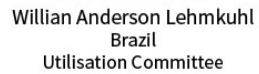 Willian Anderson Lehmkuhl
Brazil
Utilisation Committee